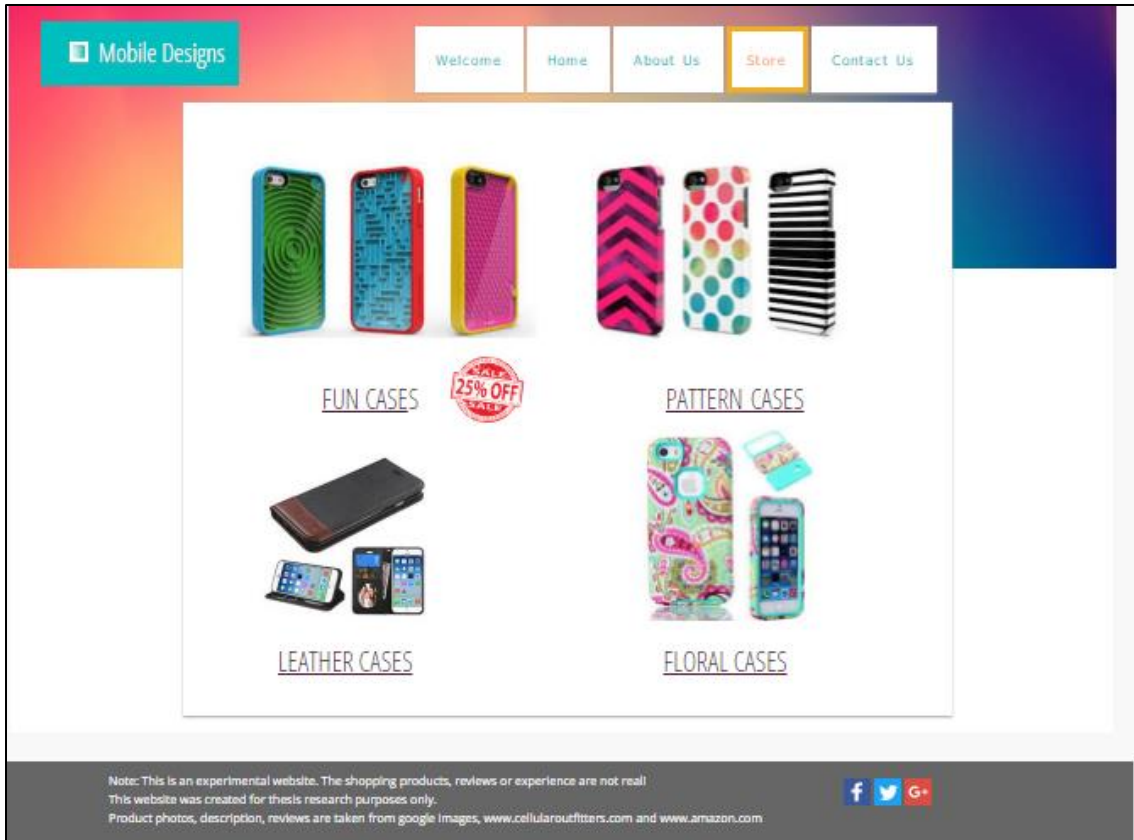 Mobile Designs
Welcome
Home
About Us
Store
Contact Us
SALE
25% OFF
SALE
FUN CASES
PATTERN CASES
LEATHER CASES
FLORAL CASES
Note: This is an experimental website. The shopping products, reviews or experience are not real!
This website was created for thesis research purposes only.
Product photos, description, reviews are taken from google images, www.cellularoutfitters.com and www.amazon.com
f
G+